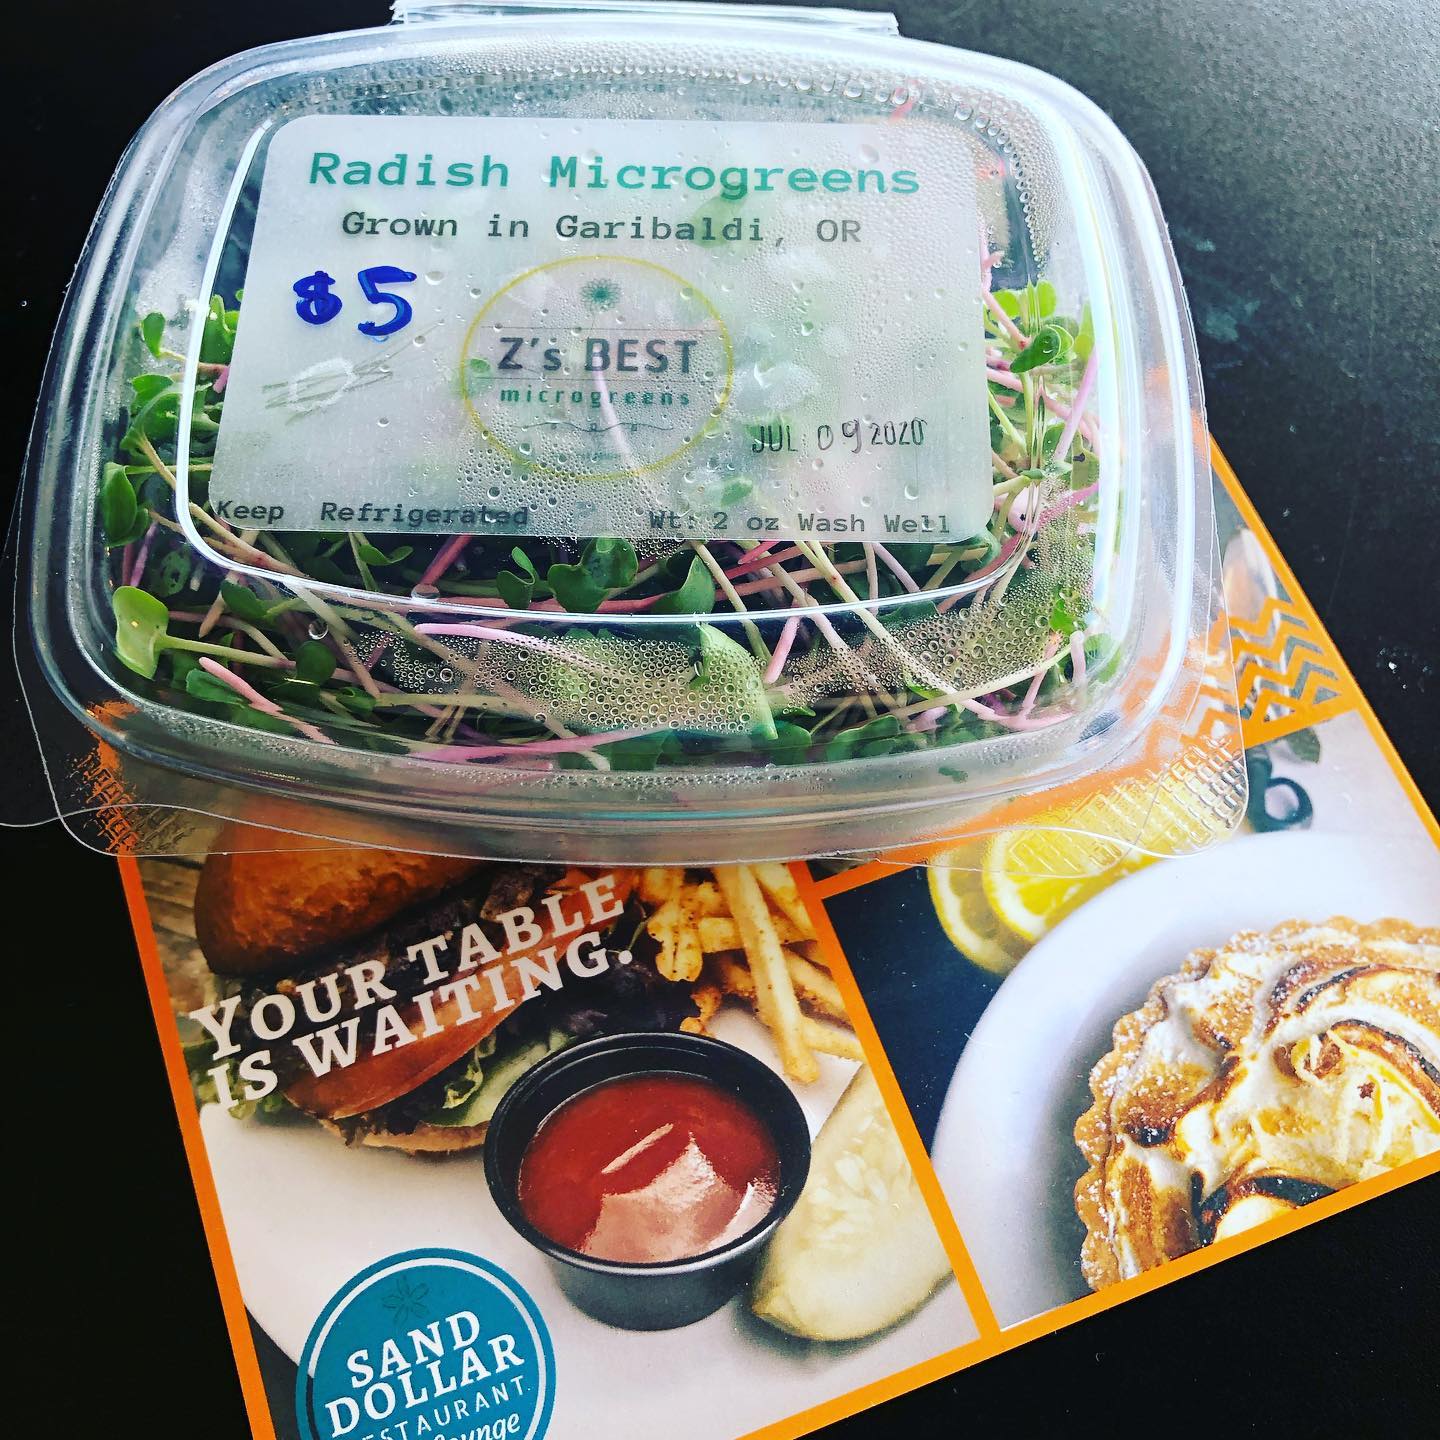 Radish Microgreens
Grown in Garibaldi, OR
$5
Z's BEST
microgreens
JUL 09 2020
Keep Refrigerated Wt: 2 oz Wash Well
YOUR TABLE
IS WAITING.
SAND
DOLLAR